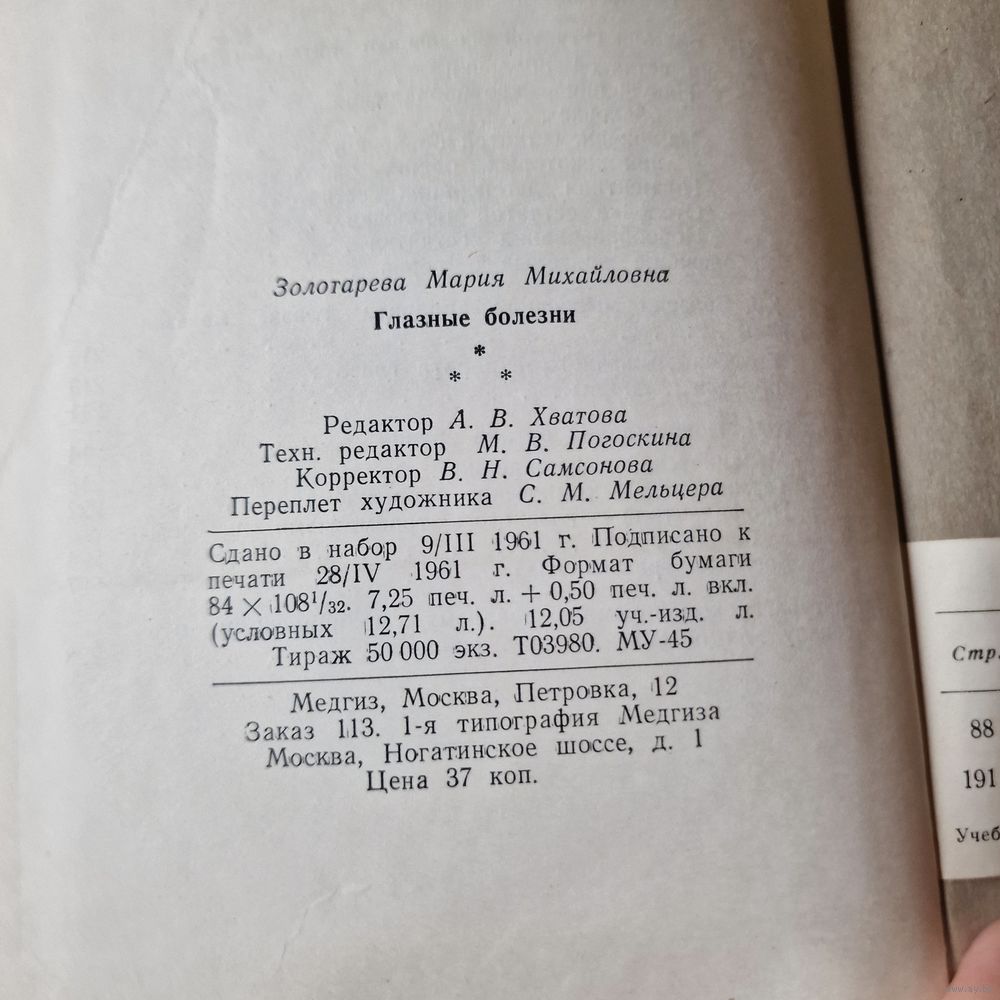 Золотарева Мария Михайловна
Глазные болезни
*
* *
Редактор А. В. Хватова
Техн. редактор М. В. Погоскина
Корректор В. Н. Самсонова
Переплет художника С. М. Мельцера
Сдано в набор 9/III 1961 г. Подписано к
печати 28/IV 1961 г. Формат бумаги
84 × 108¹/₃₂. 7,25 печ. л. + 0,50 печ. л. вкл.
(условных 12,71 л.). 12,05 уч.-изд. л.
Тираж 50 000 экз. Т03980. МУ-45
Медгиз, Москва, Петровка, 12
Заказ 113. 1-я типография Медгиза
Москва, Ногатинское шоссе, д. 1
Цена 37 коп.
Стр.
88
191
Учеб